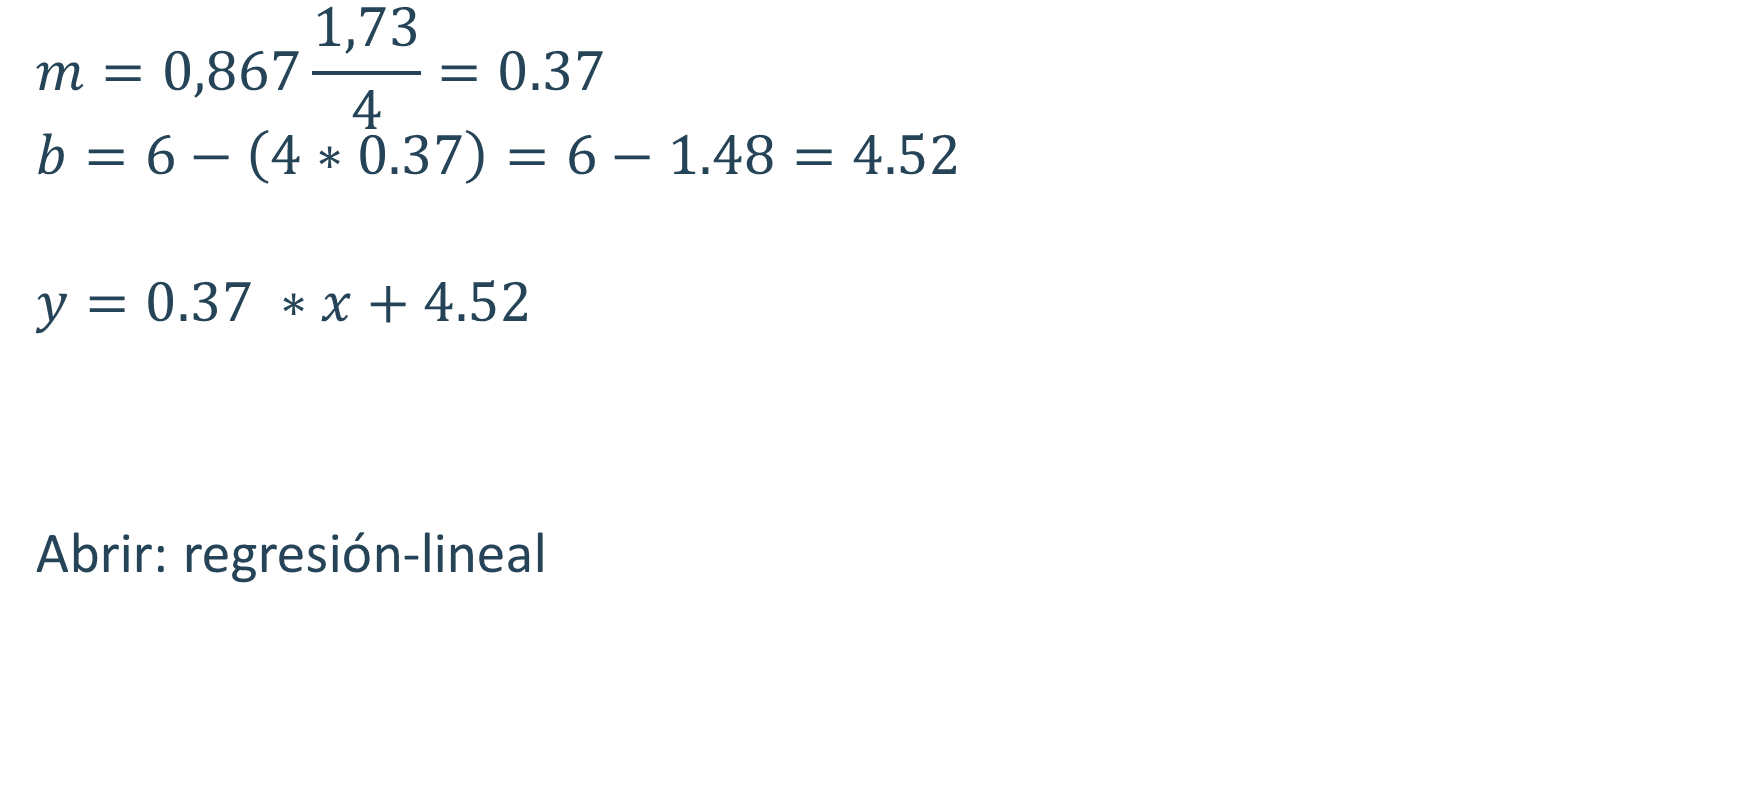 m = 0,867 1,73/4 = 0.37
b = 6 − (4 ∗ 0.37) = 6 − 1.48 = 4.52
y = 0.37 ∗ x + 4.52
Abrir: regresión-lineal